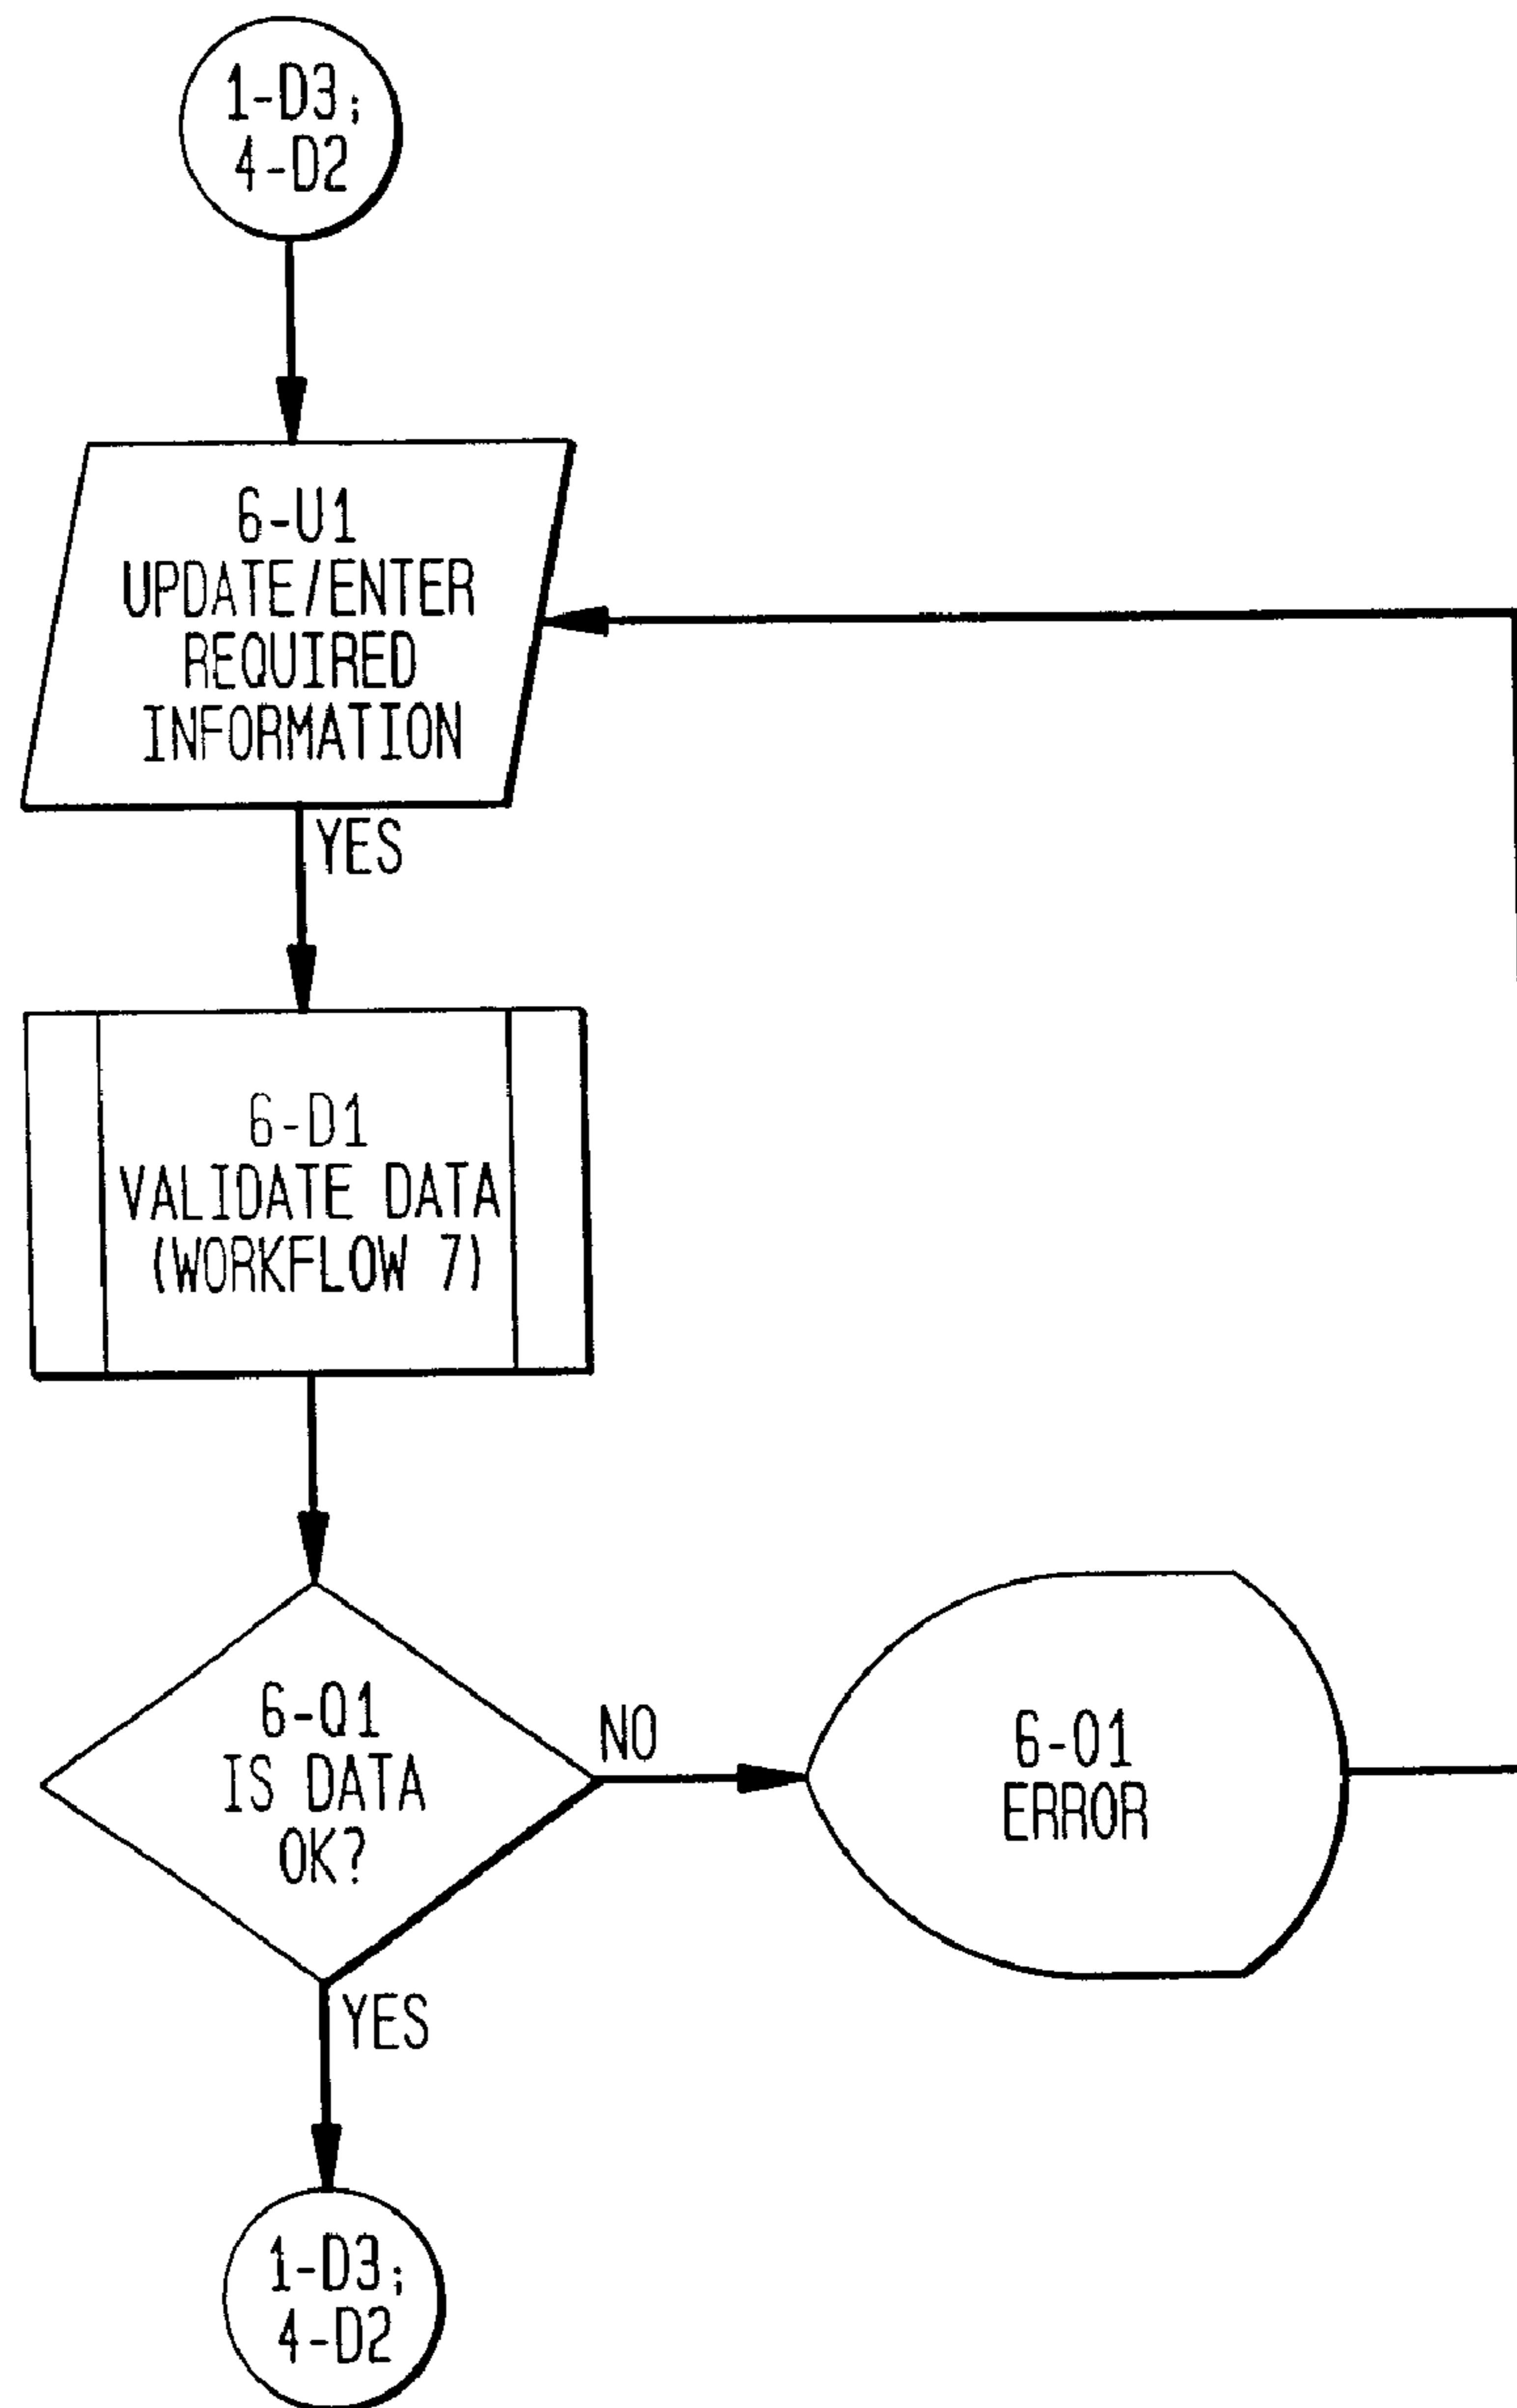 1-D3;
4-D2
6-U1
UPDATE/ENTER
REQUIRED
INFORMATION
YES
6-D1
VALIDATE DATA
(WORKFLOW 7)
6-Q1
IS DATA
OK?
NO
6-O1
ERROR
YES
1-D3;
4-D2